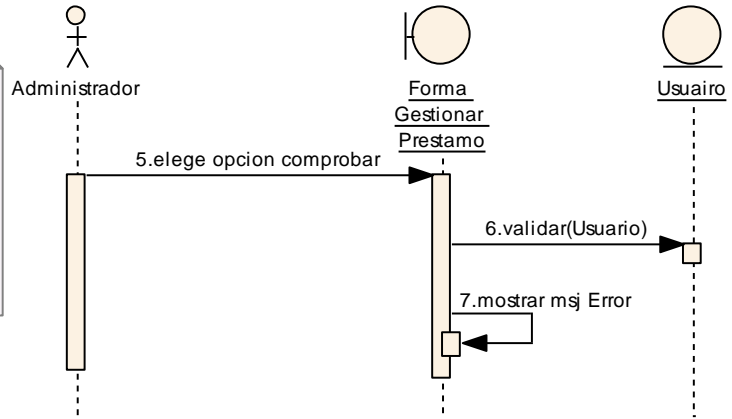 Administrador
Forma
Gestionar
Prestamo
Usuairo
5.elege opcion comprobar
6.validar(Usuario)
7.mostrar msj Error